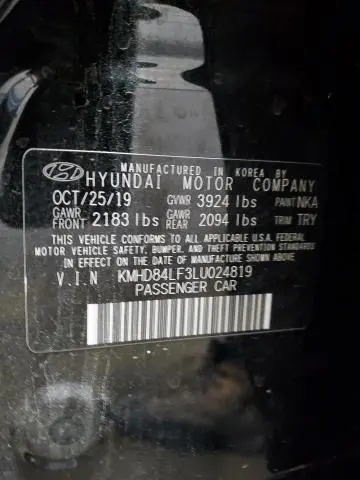 MANUFACTURED IN KOREA BY
HYUNDAI MOTOR COMPANY
OCT/25/19 GVWR 3924 lbs PAINT NKA
GAWR FRONT 2183 lbs GAWR REAR 2094 lbs TRIM TRY
THIS VEHICLE CONFORMS TO ALL APPLICABLE U.S.A. FEDERAL
MOTOR VEHICLE SAFETY, BUMPER, AND THEFT PREVENTION STANDARDS
IN EFFECT ON THE DATE OF MANUFACTURE SHOWN ABOVE.
V.I.N KMHD84LF3LU024819
PASSENGER CAR